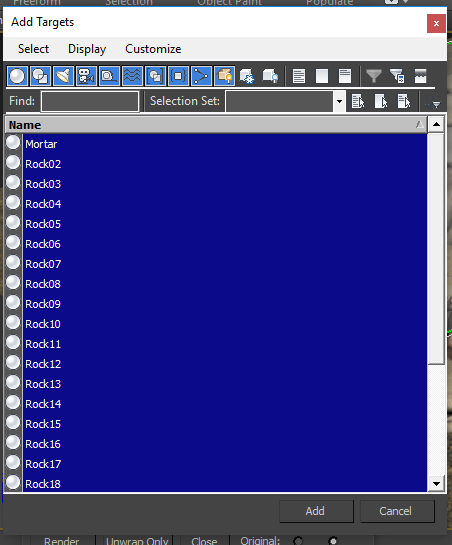 Freeform Selection Object Paint Populate
Add Targets
x
Select Display Customize
Find: Selection Set:
Name
Mortar
Rock02
Rock03
Rock04
Rock05
Rock06
Rock07
Rock08
Rock09
Rock10
Rock11
Rock12
Rock13
Rock14
Rock15
Rock16
Rock17
Rock18
Add Cancel
Render Unwrap Only Close Original: